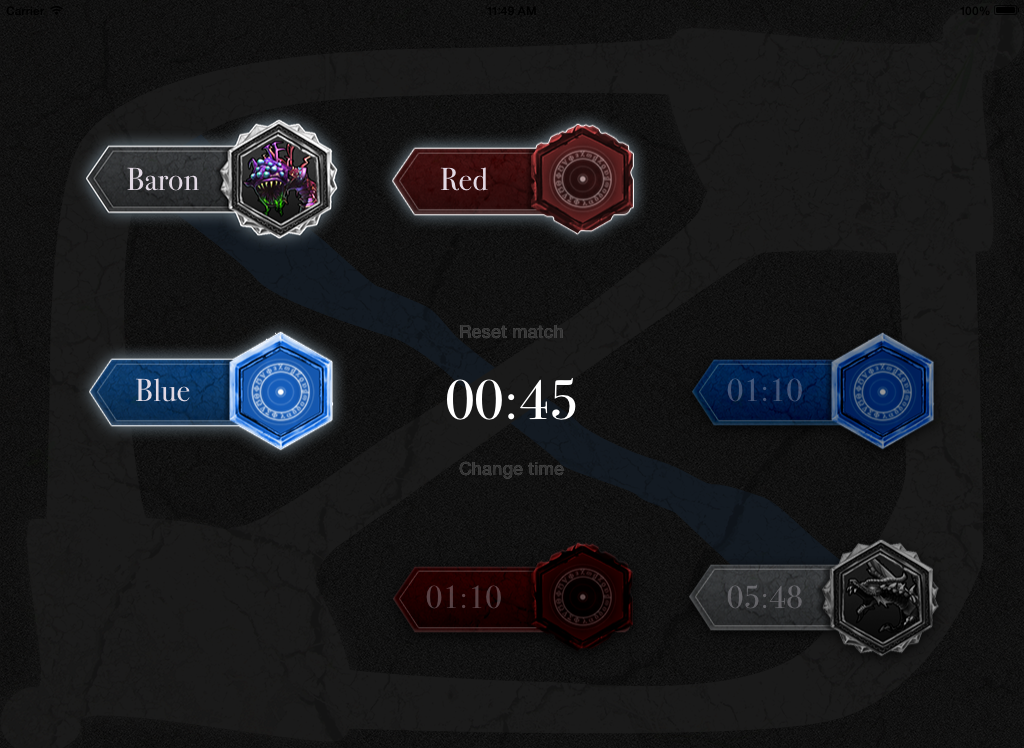 Carrier 11:49 AM 100%
Baron
Red
Reset match
Blue
00:45
01:10
Change time
01:10
05:48